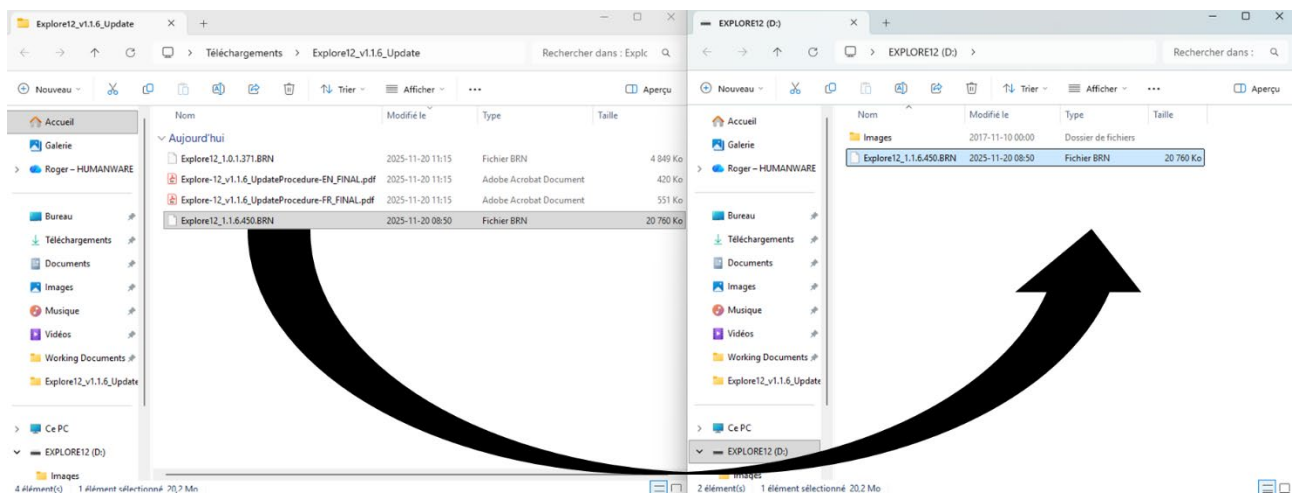 Explore12_v1.1.6_Update
Téléchargements > Explore12_v1.1.6_Update
Rechercher dans : Explc
Nouveau
Trier
Afficher
Aperçu
Accueil
Galerie
Roger – HUMANWARE
Bureau
Téléchargements
Documents
Images
Musique
Vidéos
Working Documents
Explore12_v1.1.6_Update
Ce PC
EXPLORE12 (D:)
Images
Nom Modifié le Type Taille
Aujourd'hui
Explore12_1.0.1.371.BRN 2025-11-20 11:15 Fichier BRN 4 849 Ko
Explore-12_v1.1.6_UpdateProcedure-EN_FINAL.pdf 2025-11-20 11:15 Adobe Acrobat Document 420 Ko
Explore-12_v1.1.6_UpdateProcedure-FR_FINAL.pdf 2025-11-20 11:15 Adobe Acrobat Document 551 Ko
Explore12_1.1.6.450.BRN 2025-11-20 08:50 Fichier BRN 20 760 Ko
4 élément(s) 1 élément sélectionné 20,2 Mo
EXPLORE12 (D:)
EXPLORE12 (D:) >
Rechercher dans :
Nouveau
Trier
Afficher
Aperçu
Accueil
Galerie
Roger – HUMANWARE
Bureau
Téléchargements
Documents
Images
Musique
Vidéos
Working Documents
Explore12_v1.1.6_Update
Ce PC
EXPLORE12 (D:)
Images
Nom Modifié le Type Taille
Images 2017-11-10 00:00 Dossier de fichiers
Explore12_1.1.6.450.BRN 2025-11-20 08:50 Fichier BRN 20 760 Ko
2 élément(s) 1 élément sélectionné 20,2 Mo